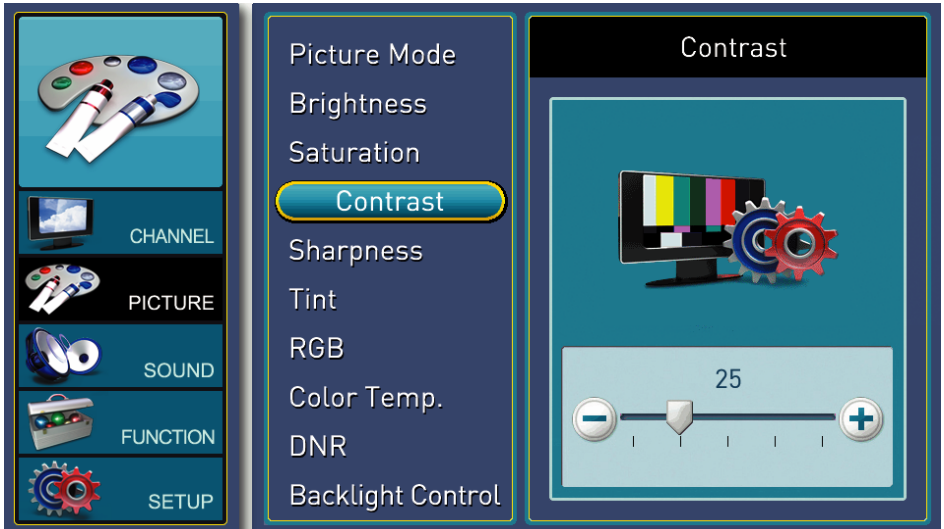 CHANNEL
PICTURE
SOUND
FUNCTION
SETUP
Picture Mode
Brightness
Saturation
Contrast
Sharpness
Tint
RGB
Color Temp.
DNR
Backlight Control
Contrast
25